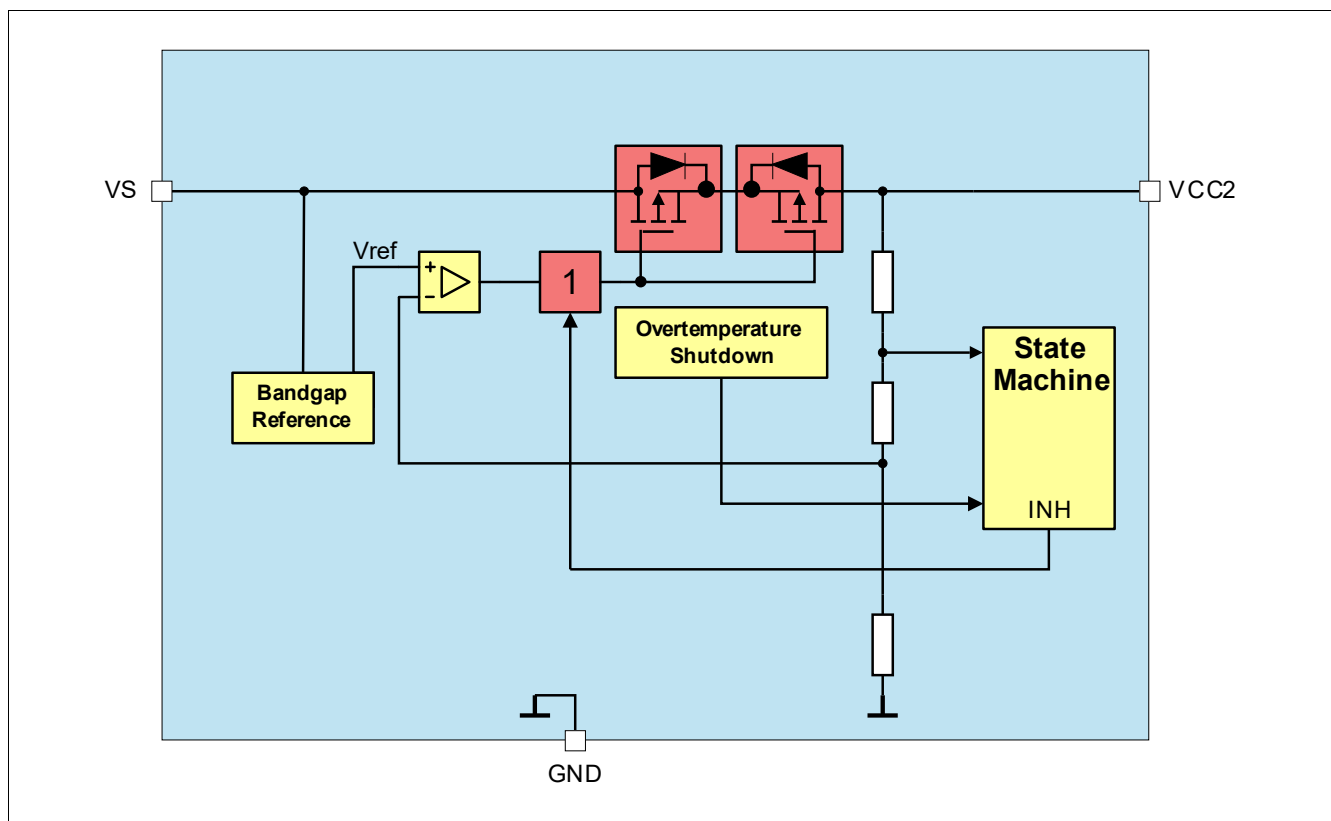 VS
VCC2
Vref
+
-
1
Overtemperature
Shutdown
State
Machine
Bandgap
Reference
INH
GND